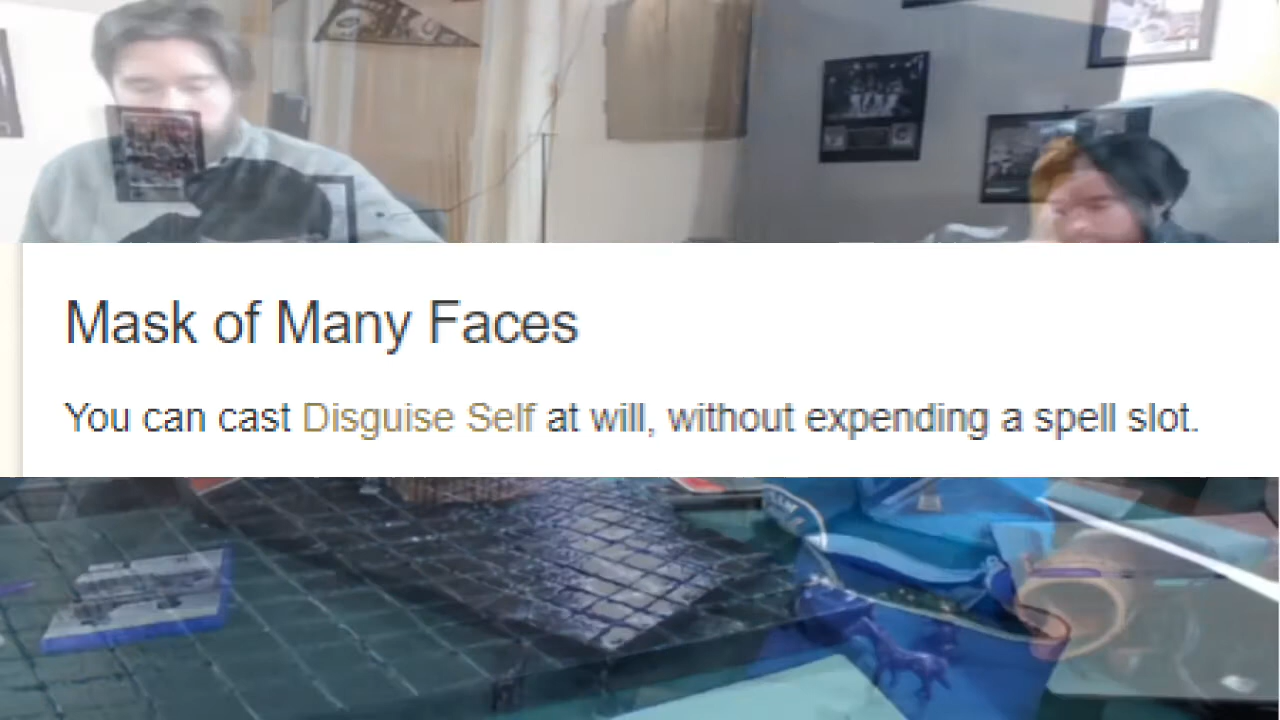 Mask of Many Faces
You can cast Disguise Self at will, without expending a spell slot.